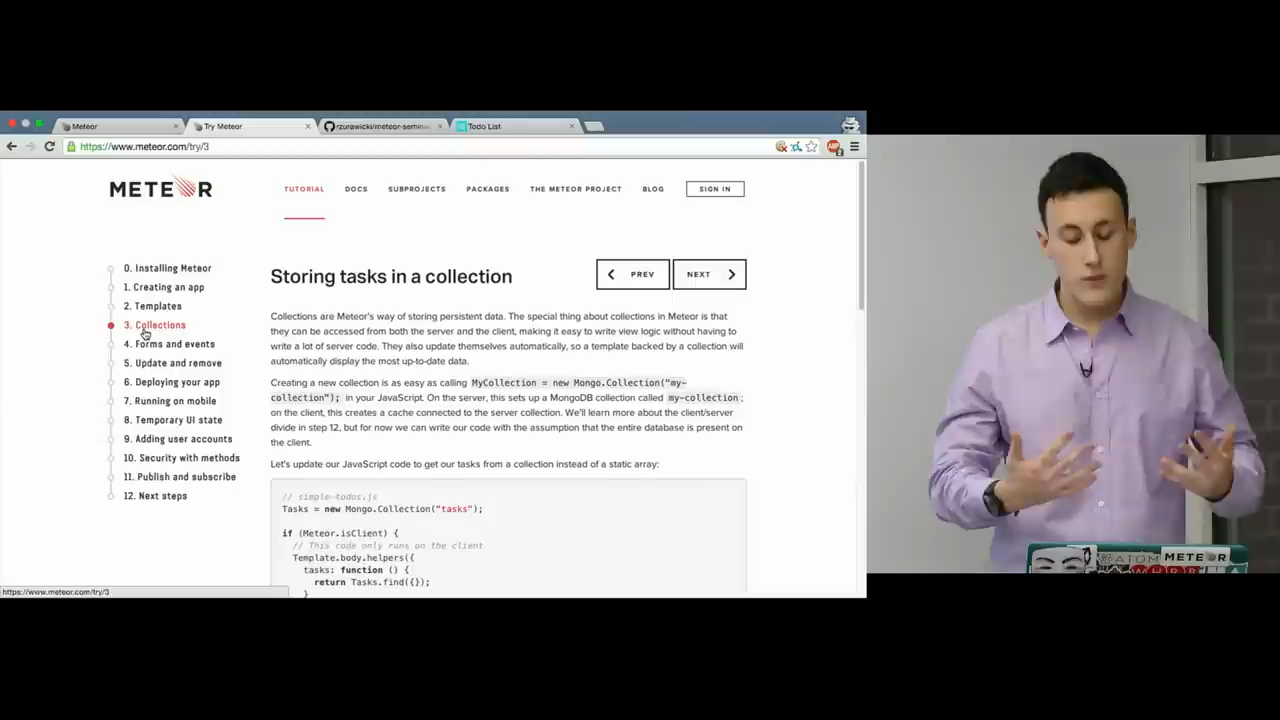 Meteor
Try Meteor
rzurawicki/meteor-semina
Todo List
https://www.meteor.com/try/3
ABP
METEOR
TUTORIAL
DOCS
SUBPROJECTS
PACKAGES
THE METEOR PROJECT
BLOG
SIGN IN
0. Installing Meteor
1. Creating an app
2. Templates
3. Collections
4. Forms and events
5. Update and remove
6. Deploying your app
7. Running on mobile
8. Temporary UI state
9. Adding user accounts
10. Security with methods
11. Publish and subscribe
12. Next steps
Storing tasks in a collection
PREV
NEXT
Collections are Meteor's way of storing persistent data. The special thing about collections in Meteor is that
they can be accessed from both the server and the client, making it easy to write view logic without having to
write a lot of server code. They also update themselves automatically, so a template backed by a collection will
automatically display the most up-to-date data.
Creating a new collection is as easy as calling MyCollection = new Mongo.Collection("my-
collection"); in your JavaScript. On the server, this sets up a MongoDB collection called my-collection;
on the client, this creates a cache connected to the server collection. We'll learn more about the client/server
divide in step 12, but for now we can write our code with the assumption that the entire database is present on
the client.
Let's update our JavaScript code to get our tasks from a collection instead of a static array:
// simple-todos.js
Tasks = new Mongo.Collection("tasks");
if (Meteor.isClient) {
// This code only runs on the client
Template.body.helpers({
tasks: function () {
return Tasks.find({});
}
https://www.meteor.com/try/3
ATOM
METEOR
WHRB